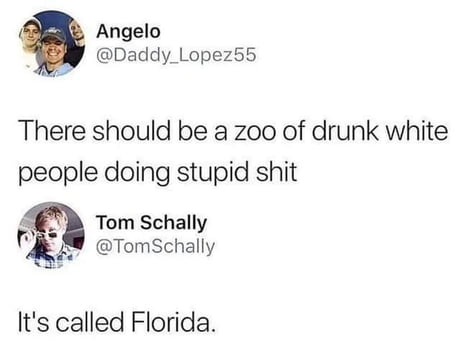 Angelo
@Daddy_Lopez55
There should be a zoo of drunk white
people doing stupid shit
Tom Schally
@TomSchally
It's called Florida.